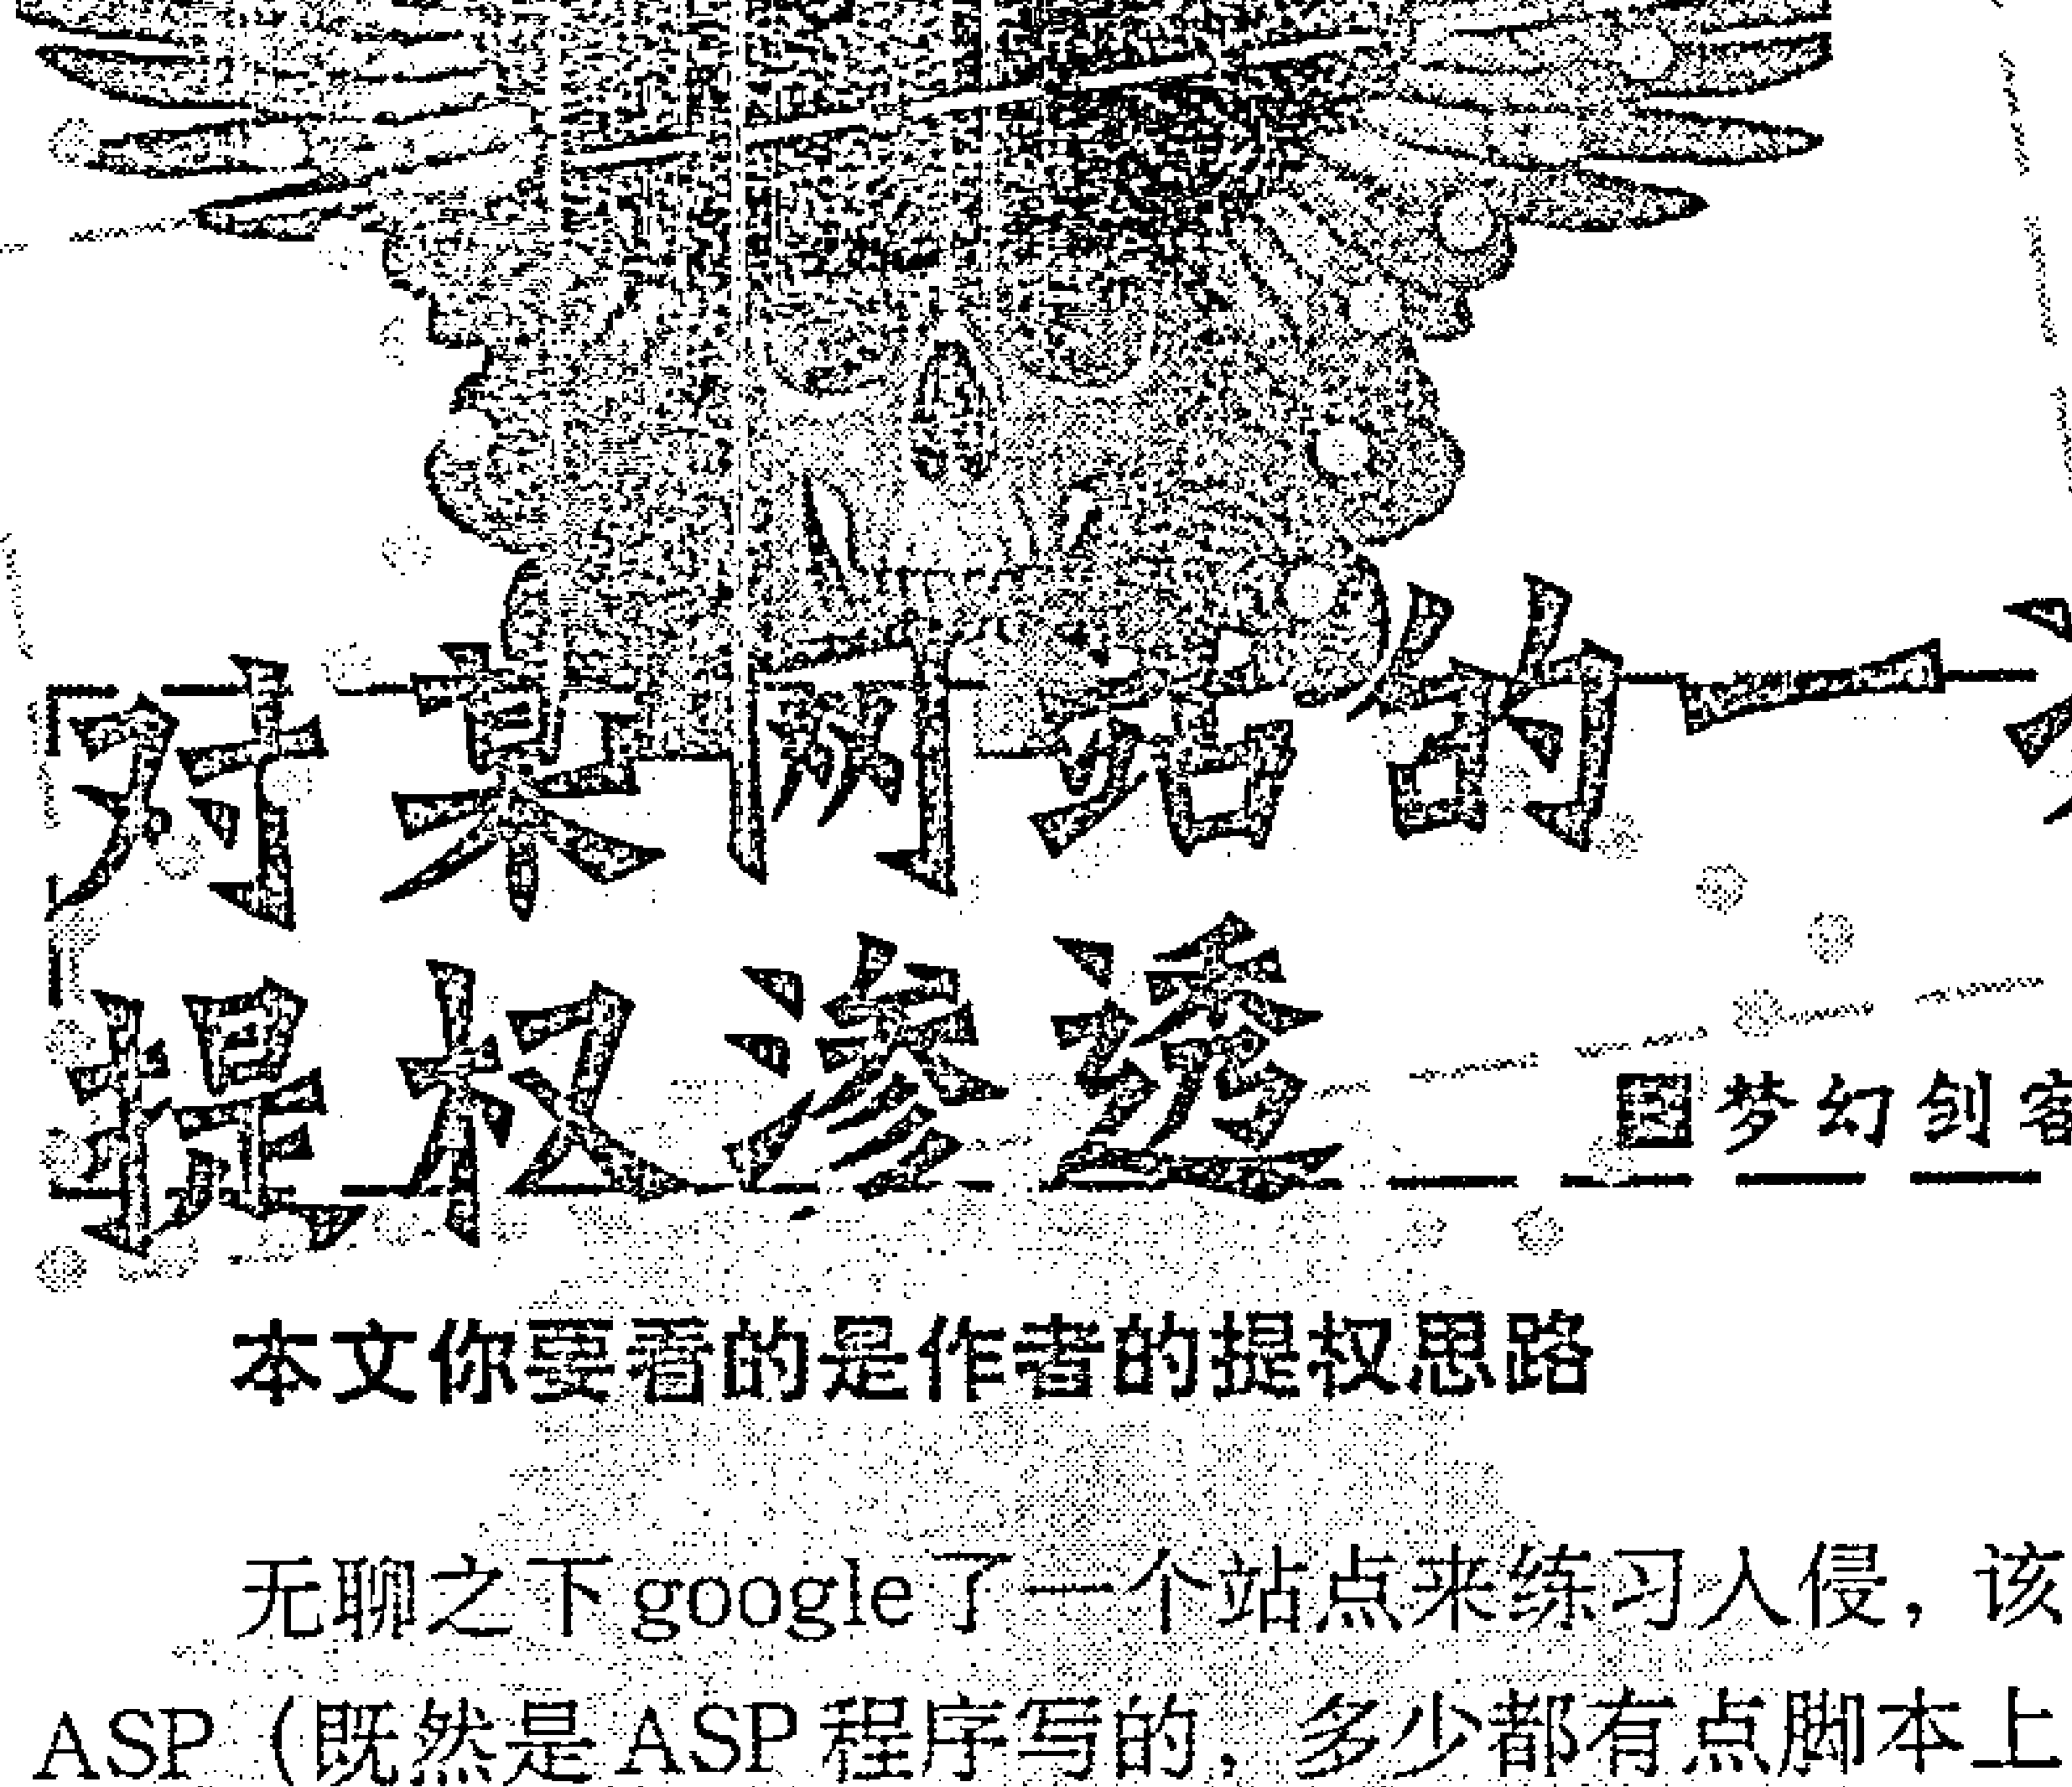 对某网站的一
提权渗透
图 梦幻剑客
本文你要看的是作者的提权思路
无聊之下google了一个站点来练习入侵，该
ASP（既然是ASP程序写的，多少都有点脚本上